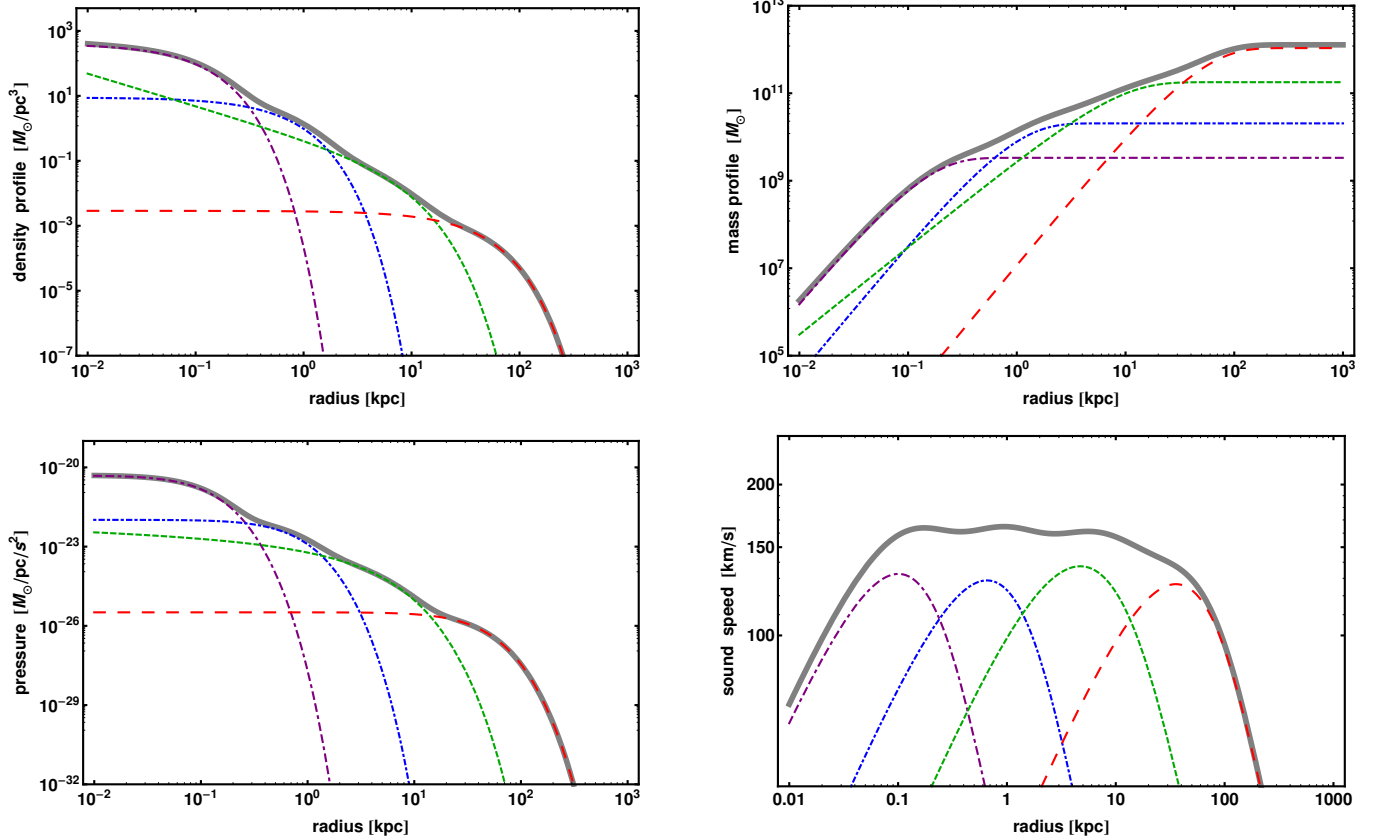 density profile [M⊙/pc³]
10³
10¹
10⁻¹
10⁻³
10⁻⁵
10⁻⁷
10⁻² 10⁻¹ 10⁰ 10¹ 10² 10³
radius [kpc]
mass profile [M⊙]
10¹³
10¹¹
10⁹
10⁷
10⁵
10⁻² 10⁻¹ 10⁰ 10¹ 10² 10³
radius [kpc]
pressure [M⊙/pc/s²]
10⁻²⁰
10⁻²³
10⁻²⁶
10⁻²⁹
10⁻³²
10⁻² 10⁻¹ 10⁰ 10¹ 10² 10³
radius [kpc]
sound speed [km/s]
200
150
100
0.01 0.1 1 10 100 1000
radius [kpc]